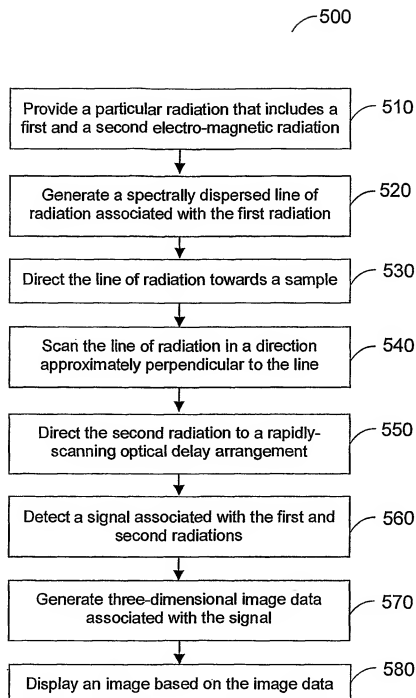 500
Provide a particular radiation that includes a
first and a second electro-magnetic radiation
510
Generate a spectrally dispersed line of
radiation associated with the first radiation
520
Direct the line of radiation towards a sample
530
Scan the line of radiation in a direction
approximately perpendicular to the line
540
Direct the second radiation to a rapidly-
scanning optical delay arrangement
550
Detect a signal associated with the first and
second radiations
560
Generate three-dimensional image data
associated with the signal
570
Display an image based on the image data
580